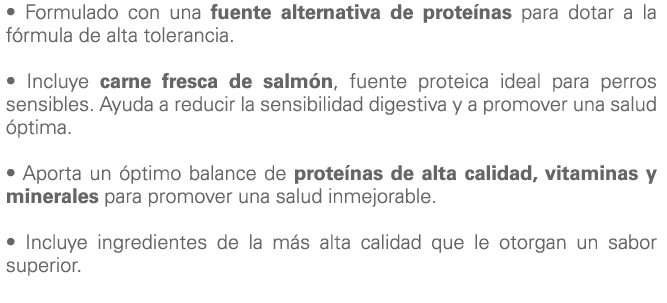 • Formulado con una fuente alternativa de proteínas para dotar a la
fórmula de alta tolerancia.
• Incluye carne fresca de salmón, fuente proteica ideal para perros
sensibles. Ayuda a reducir la sensibilidad digestiva y a promover una salud
óptima.
• Aporta un óptimo balance de proteínas de alta calidad, vitaminas y
minerales para promover una salud inmejorable.
• Incluye ingredientes de la más alta calidad que le otorgan un sabor
superior.